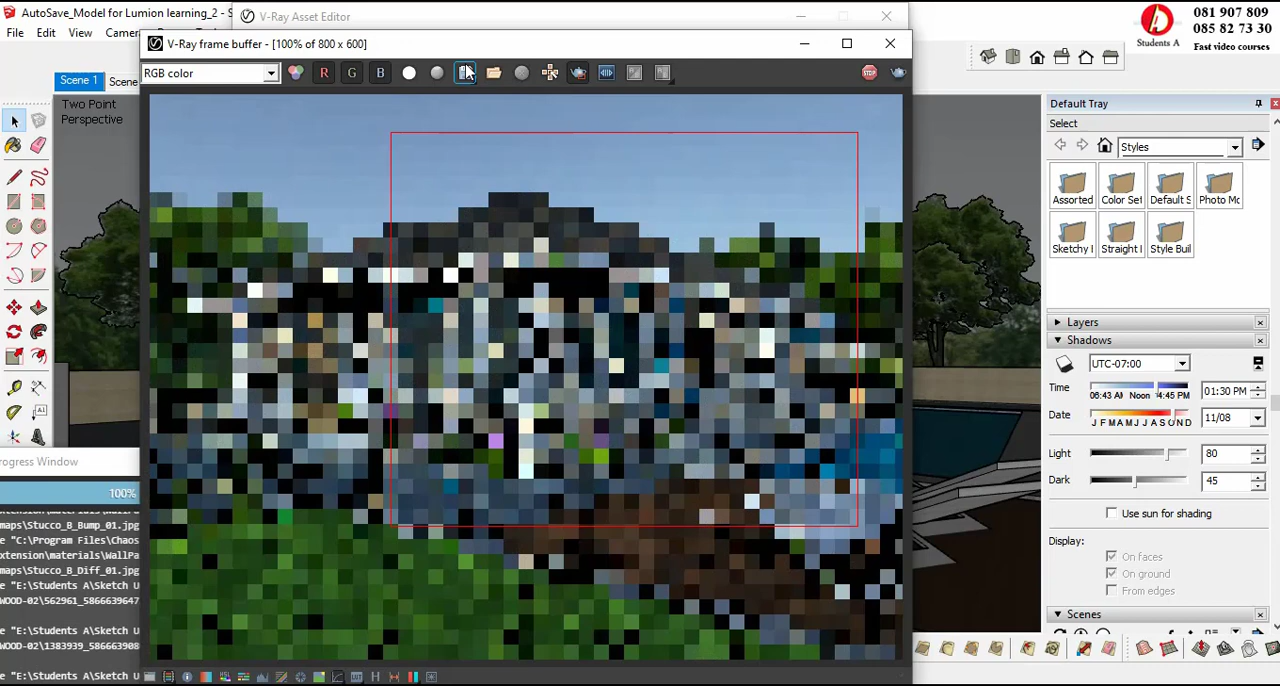 AutoSave_Model for Lumion learning_2 - S
V-Ray Asset Editor
File
Edit
View
Camera
V-Ray frame buffer - [100% of 800 x 600]
Students A
081 907 809
085 82 73 30
Fast video courses
RGB color
R
G
B
STOP
Scene 1
Scene
Two Point
Perspective
Default Tray
Select
Styles
Assorted
Color Set
Default S
Photo Mo
Sketchy
Straight
Style Buil
Layers
Shadows
UTC-07:00
Time
06:43 AM Noon 4:45 PM
01:30 PM
Date
J F M A M J J A S O N D
11/08
Light
80
Dark
45
Use sun for shading
Display:
On faces
On ground
From edges
Scenes
rogress Window
100%
maps\Stucco_B_Bump_01.jpg
e "C:\Program Files\Chaos
extension\materials\WallPa
maps\Stucco_B_Diff_01.jpg
e "E:\Students A\Sketch U
WOOD-02\562961_5866639647
e "E:\Students A\Sketch U
WOOD-02\1383939_586663908
e "E:\Students A\Sketch U